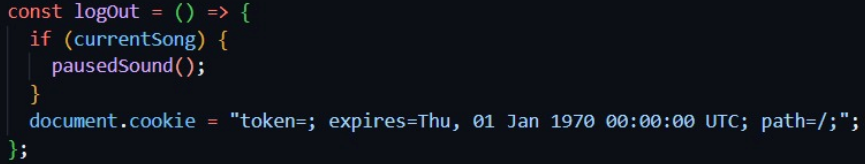 const logOut = () => {
  if (currentSong) {
    pausedSound();
  }
  document.cookie = "token=; expires=Thu, 01 Jan 1970 00:00:00 UTC; path=/;";
};